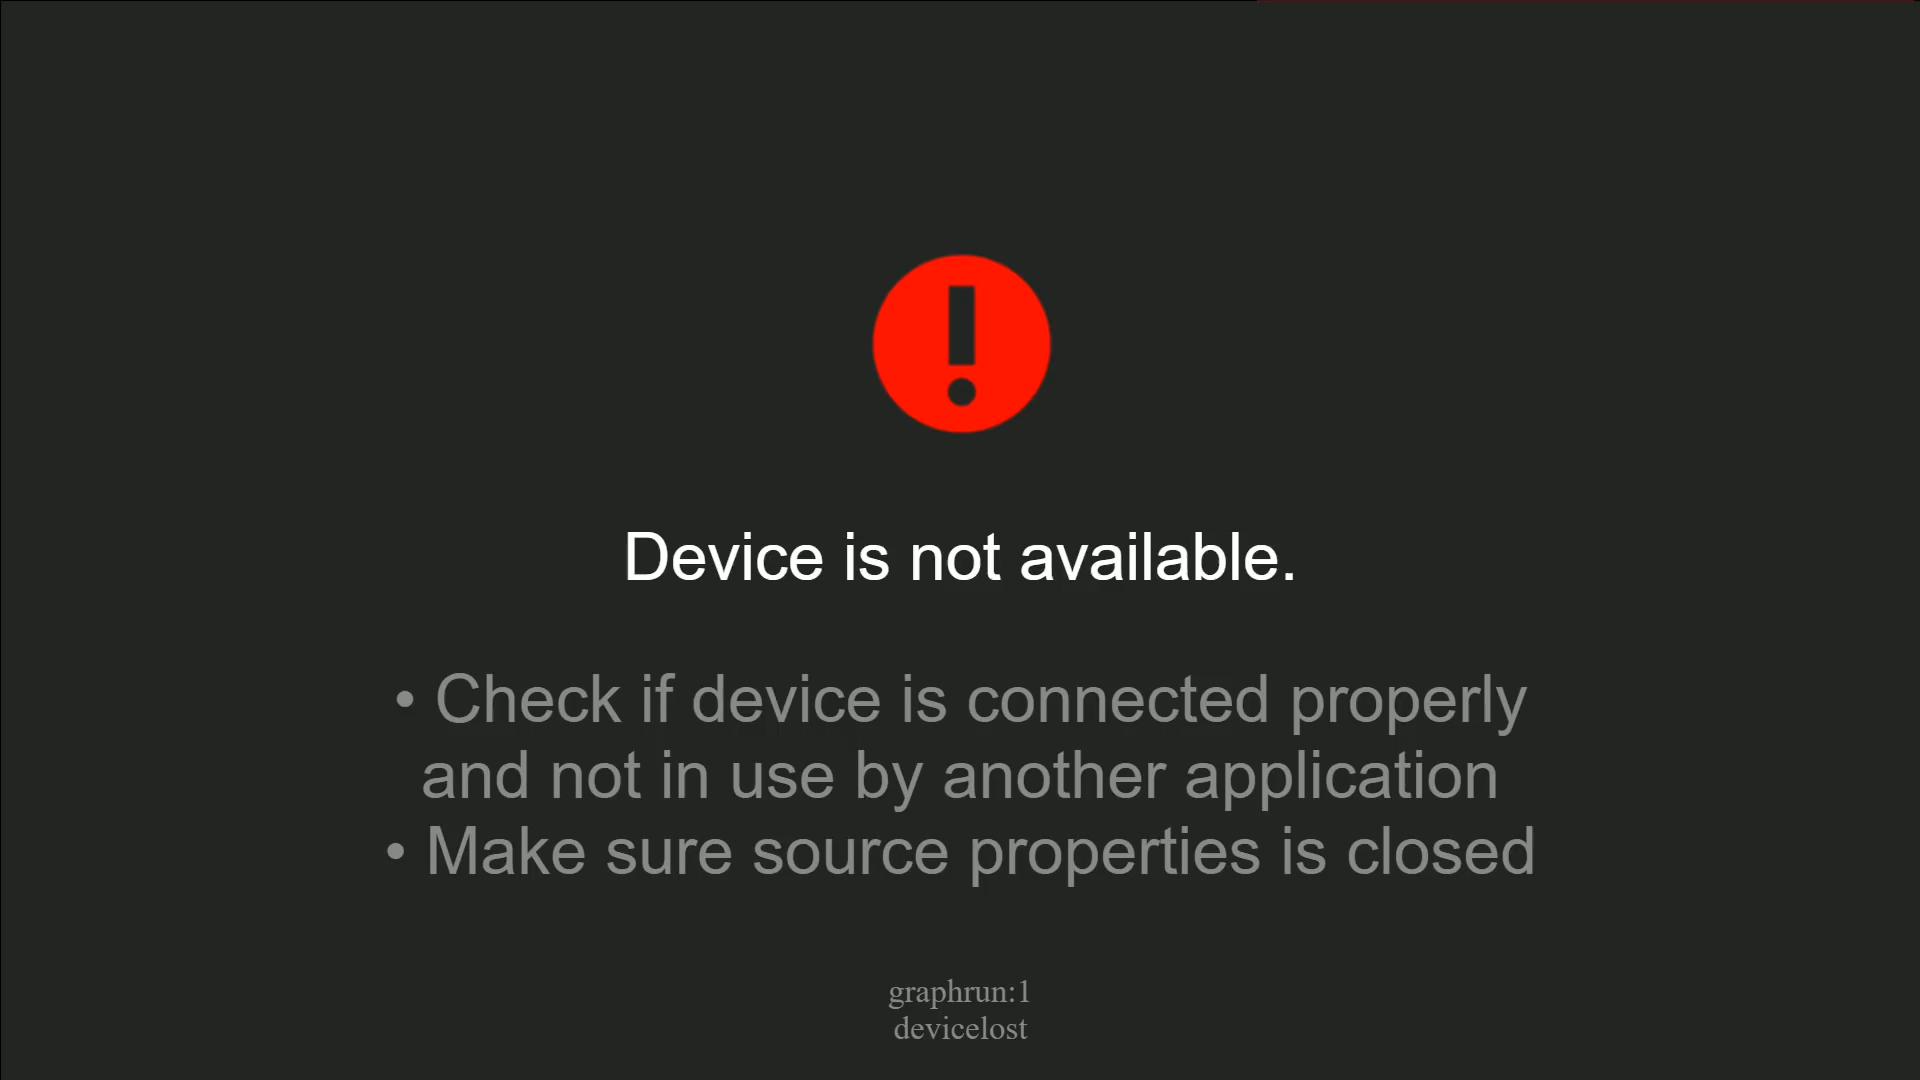 Device is not available.
• Check if device is connected properly
and not in use by another application
• Make sure source properties is closed
graphrun:1
devicelost